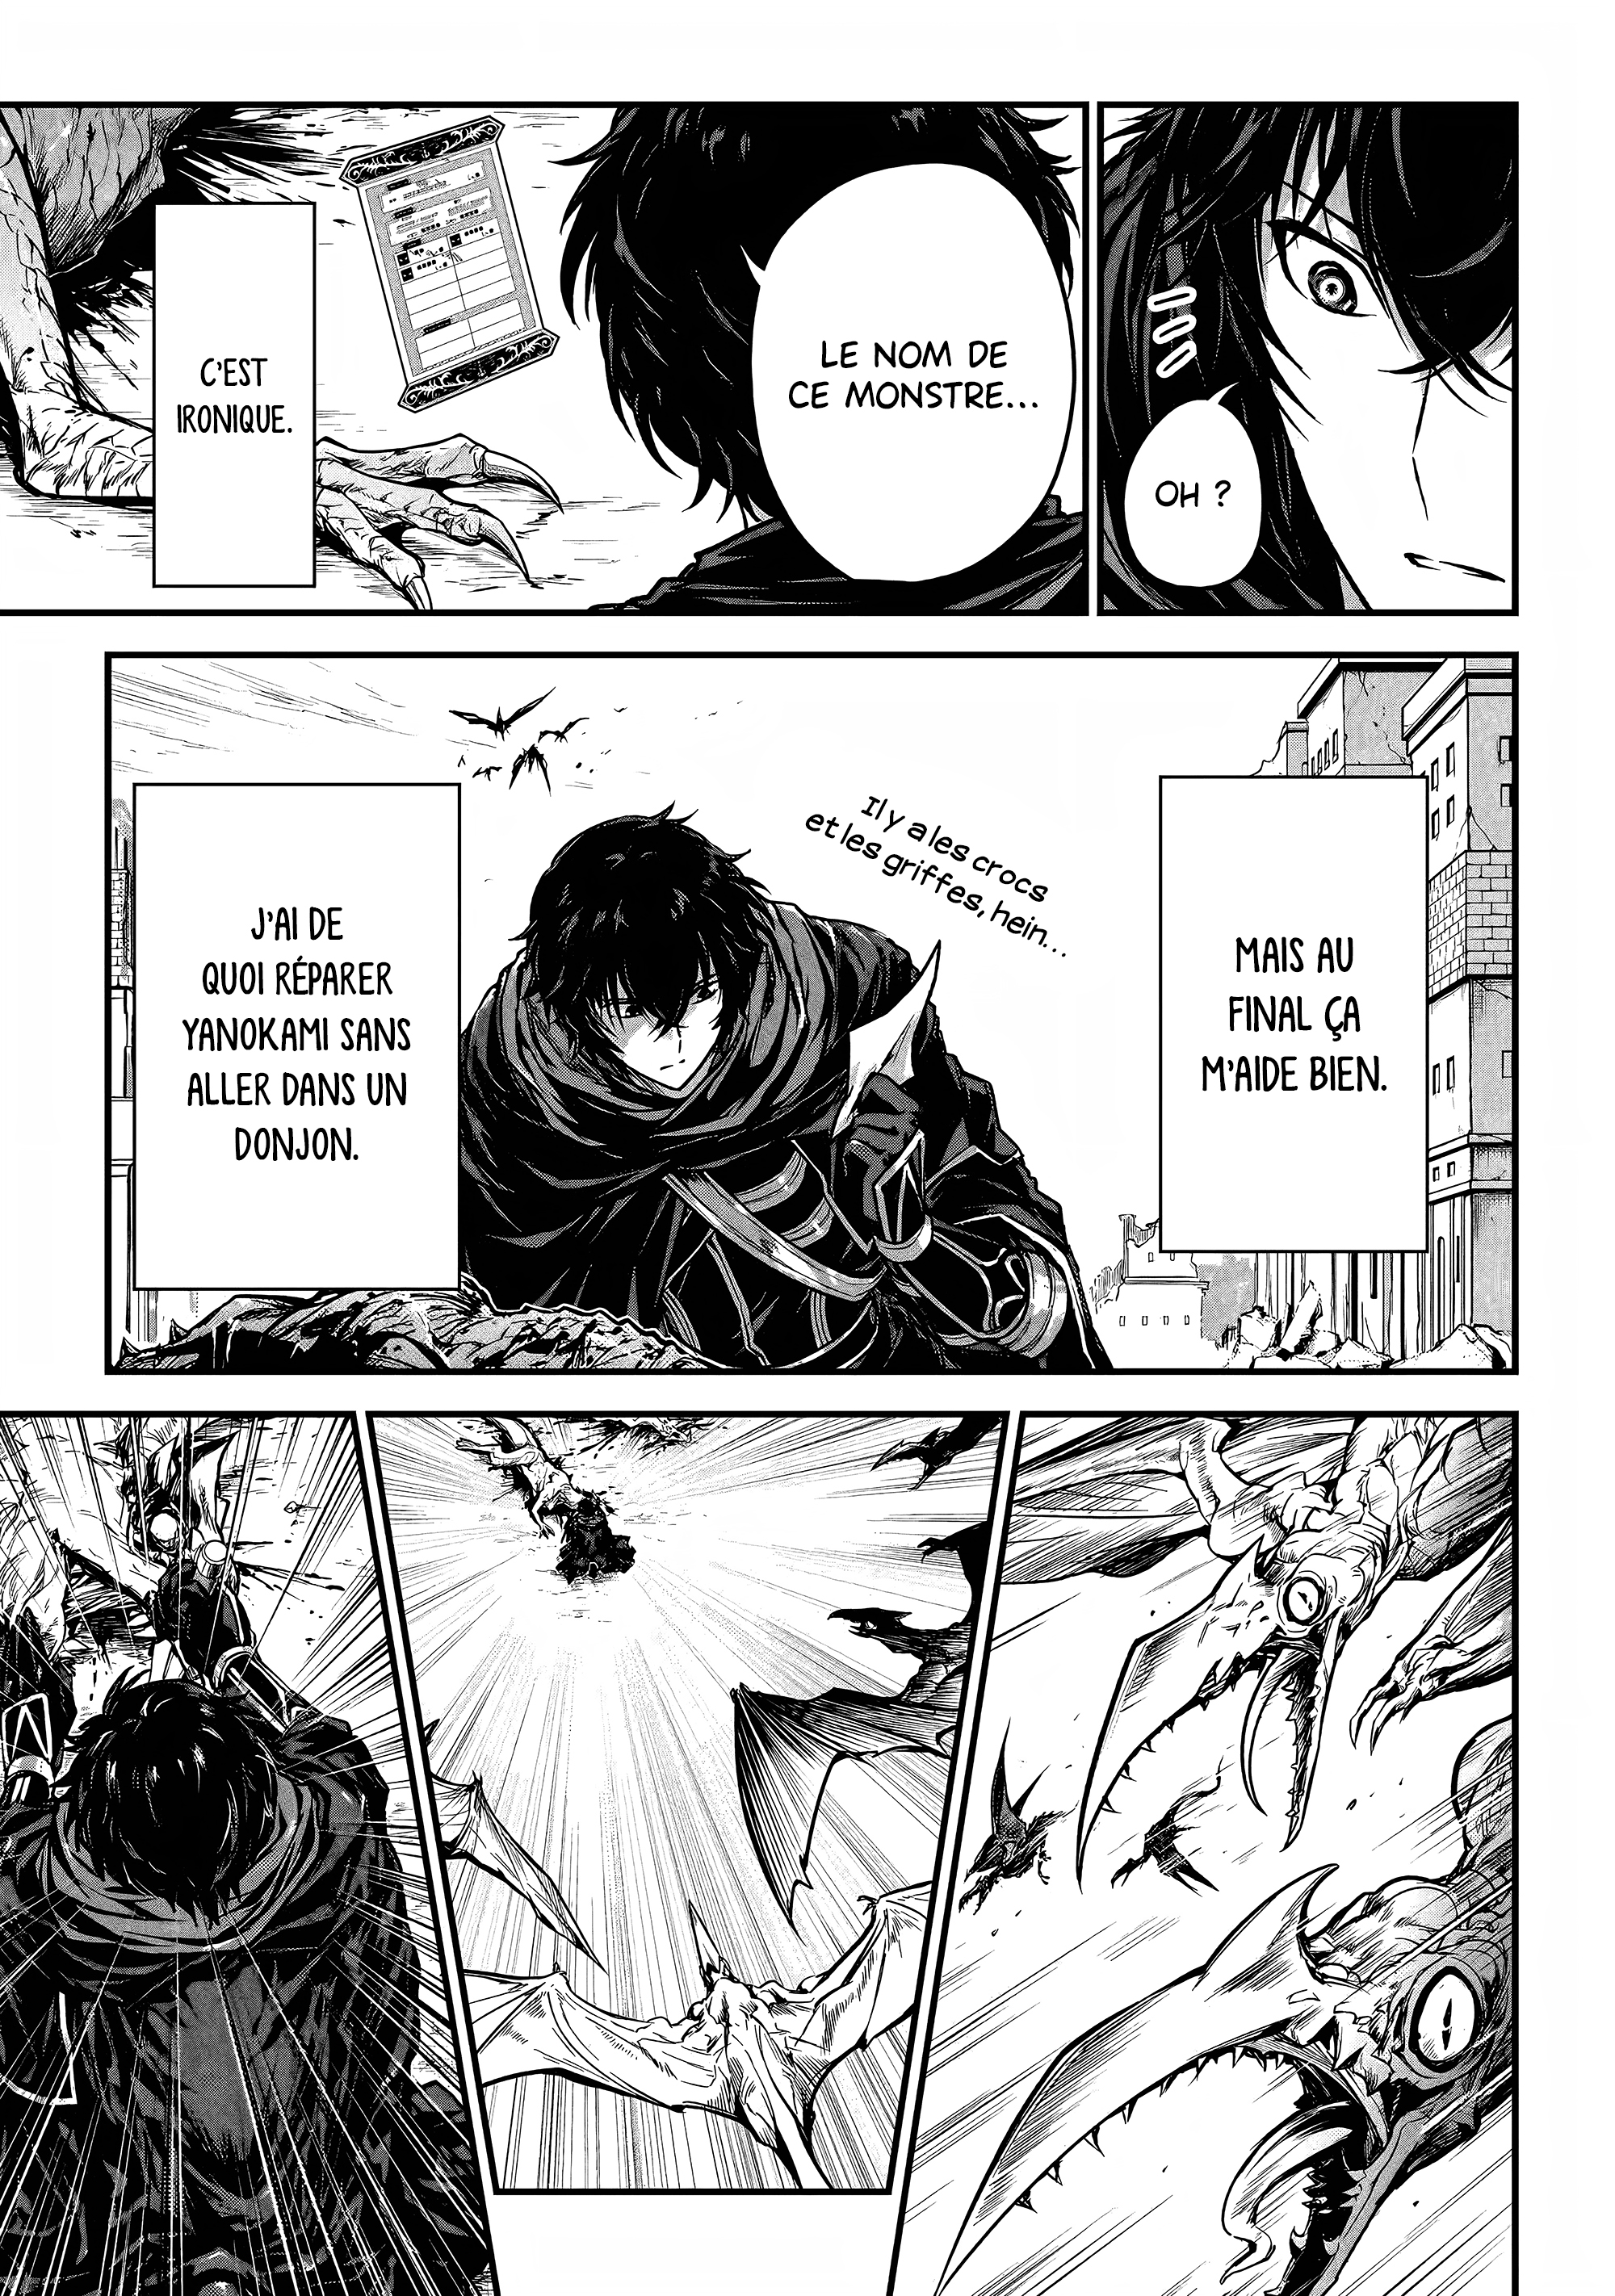 OH ?
LE NOM DE
CE MONSTRE...
C'EST
IRONIQUE.
MAIS AU
FINAL ÇA
M'AIDE BIEN.
Il y a les crocs
et les griffes, hein...
J'AI DE
QUOI RÉPARER
YANOKAMI SANS
ALLER DANS UN
DONJON.